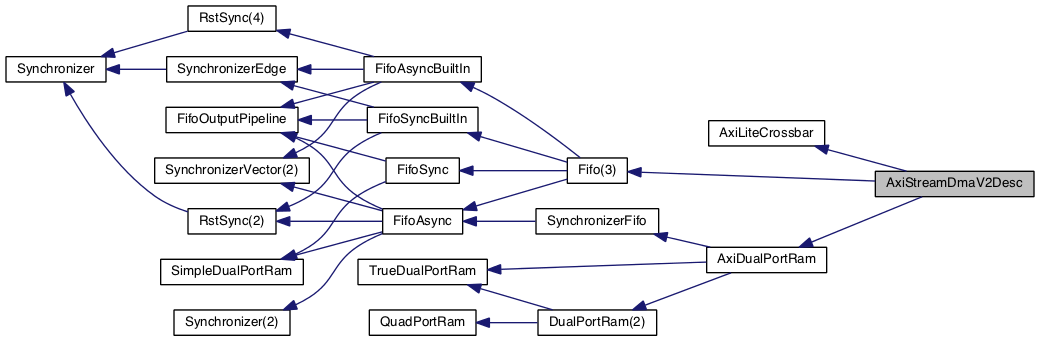 RstSync(4)
Synchronizer
SynchronizerEdge
FifoAsyncBuiltIn
FifoOutputPipeline
FifoSyncBuiltIn
AxiLiteCrossbar
SynchronizerVector(2)
FifoSync
Fifo(3)
AxiStreamDmaV2Desc
RstSync(2)
FifoAsync
SynchronizerFifo
SimpleDualPortRam
TrueDualPortRam
AxiDualPortRam
Synchronizer(2)
QuadPortRam
DualPortRam(2)